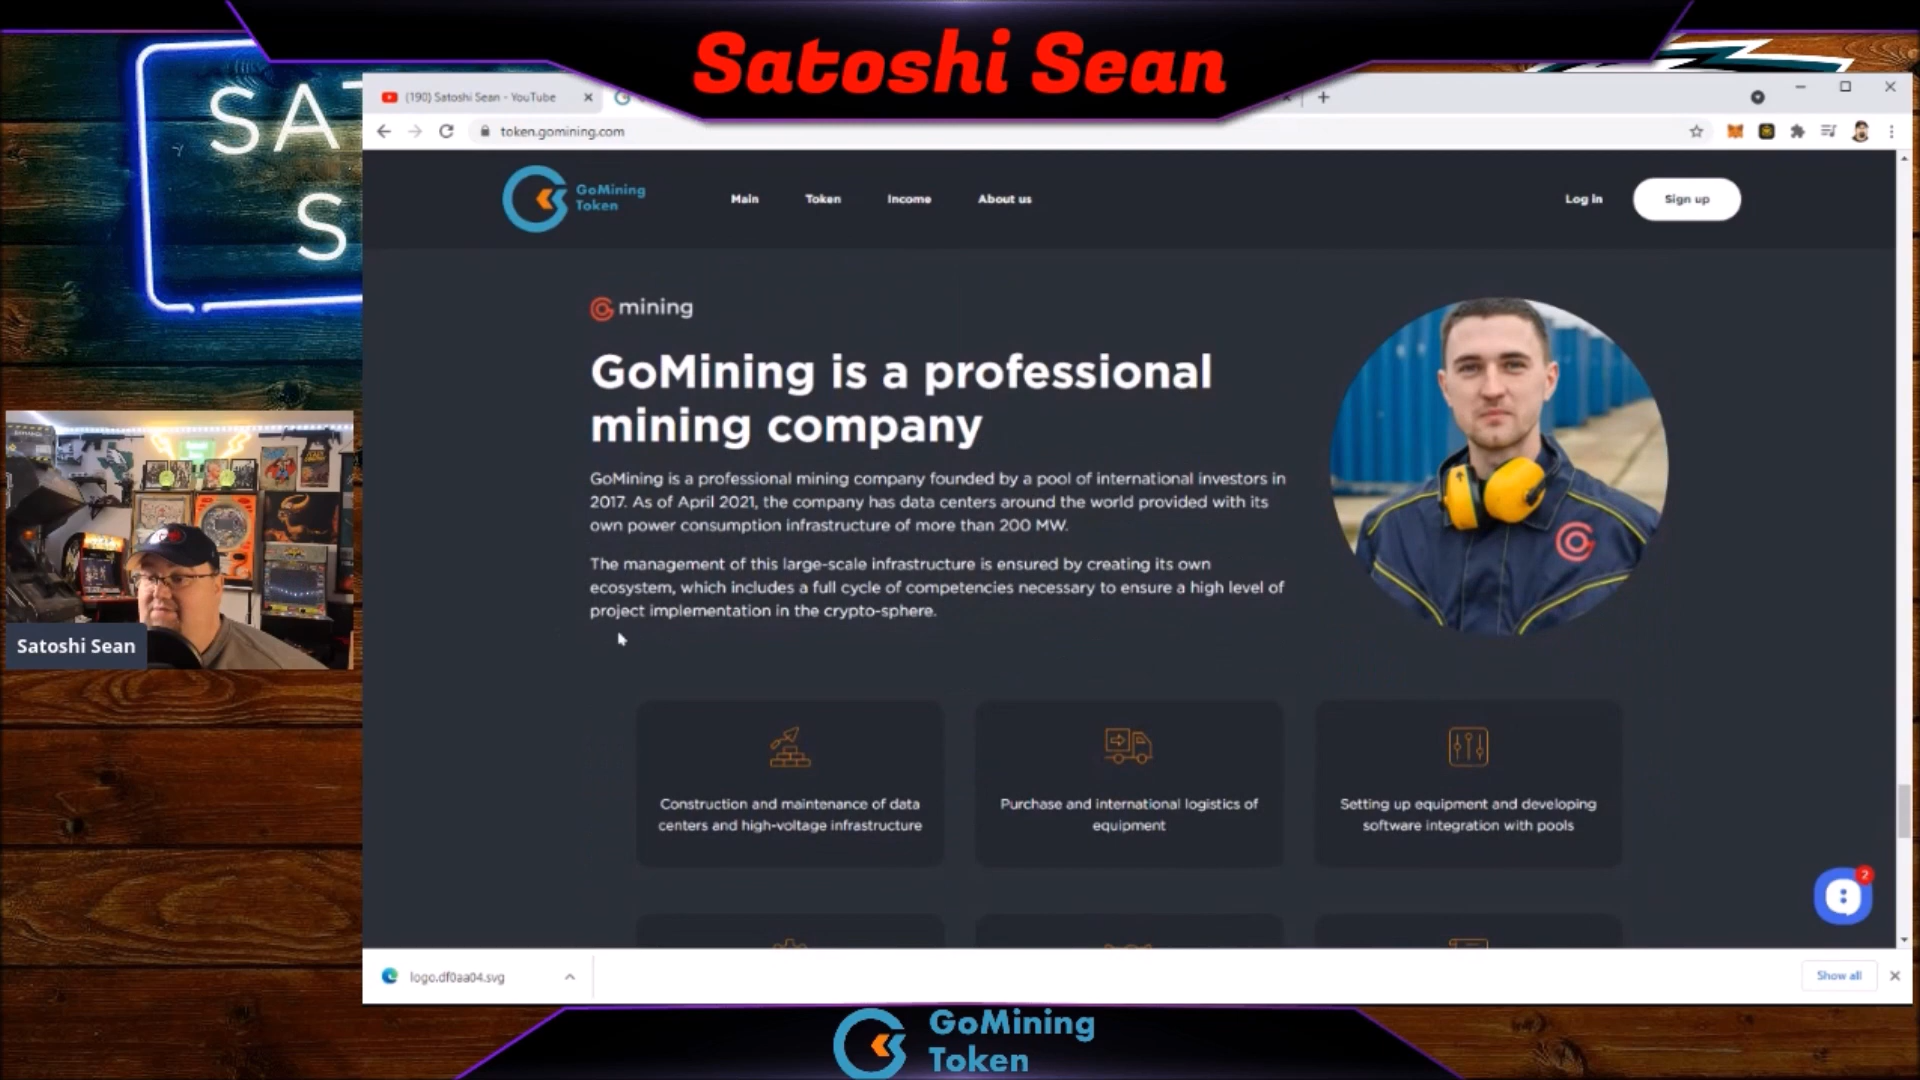 Satoshi Sean
SAT
S
(190) Satoshi Sean - YouTube
token.gomining.com
GoMining
Token
Main
Token
Income
About us
Log In
Sign up
mining
GoMining is a professional
mining company
GoMining is a professional mining company founded by a pool of international investors in
2017. As of April 2021, the company has data centers around the world provided with its
own power consumption infrastructure of more than 200 MW.
The management of this large-scale infrastructure is ensured by creating its own
ecosystem, which includes a full cycle of competencies necessary to ensure a high level of
project implementation in the crypto-sphere.
Satoshi Sean
Construction and maintenance of data
centers and high-voltage infrastructure
Purchase and international logistics of
equipment
Setting up equipment and developing
software integration with pools
2
logo.df0aa04.svg
Show all
GoMining
Token